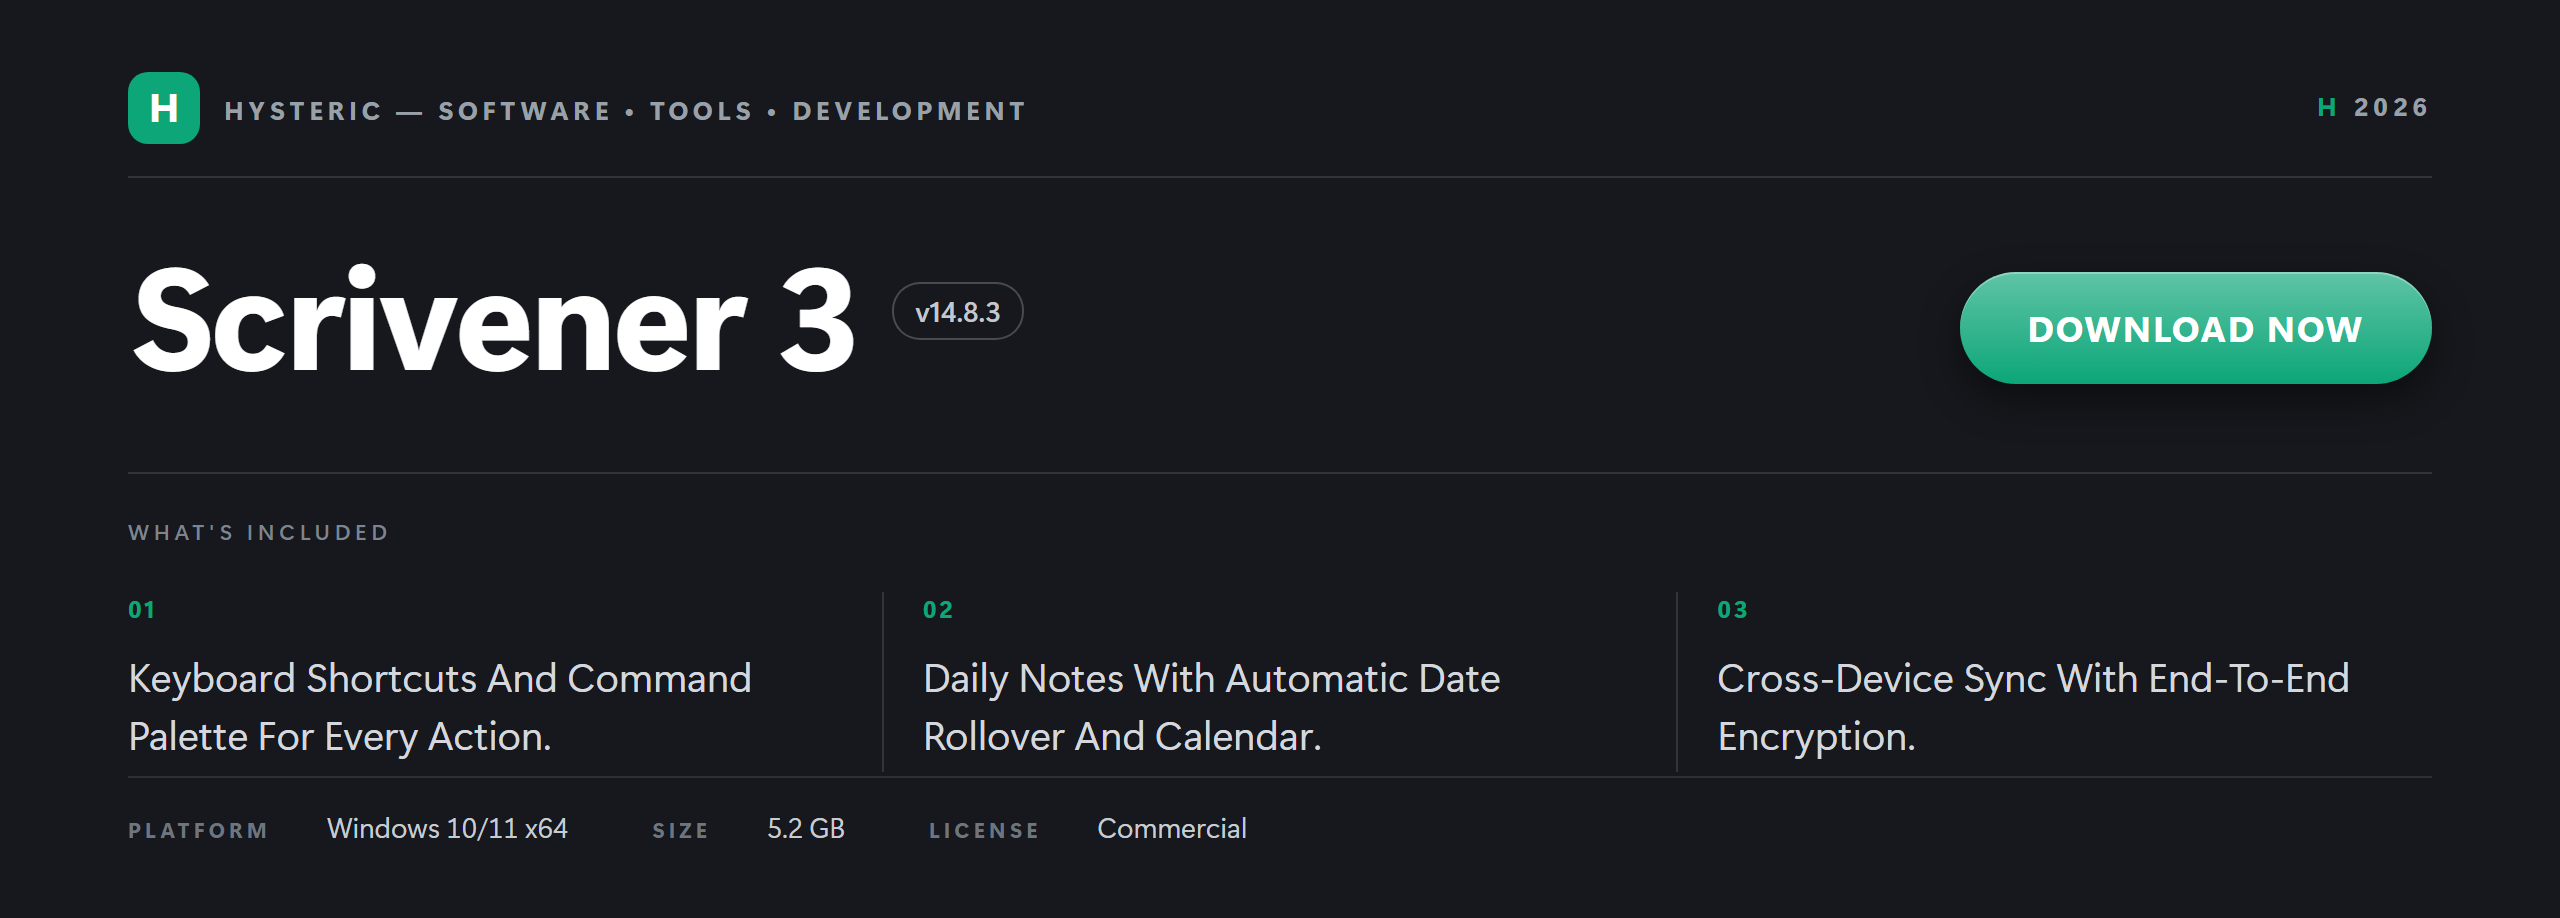 H HYSTERIC — SOFTWARE • TOOLS • DEVELOPMENT
H 2026
Scrivener 3 v14.8.3
DOWNLOAD NOW
WHAT'S INCLUDED
01
Keyboard Shortcuts And Command
Palette For Every Action.
02
Daily Notes With Automatic Date
Rollover And Calendar.
03
Cross-Device Sync With End-To-End
Encryption.
PLATFORM Windows 10/11 x64 SIZE 5.2 GB LICENSE Commercial